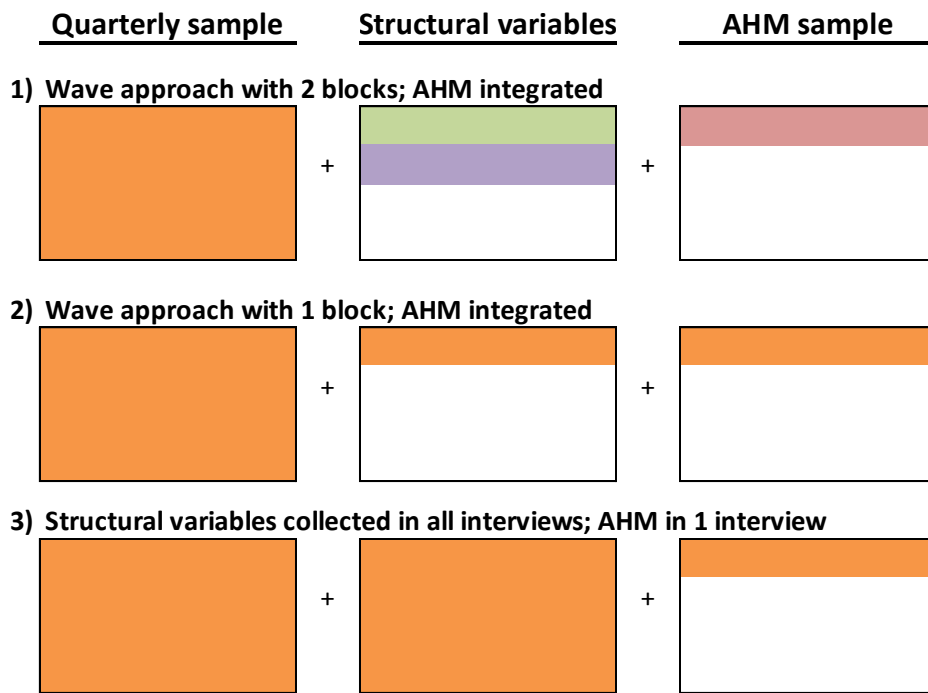 Quarterly sample Structural variables AHM sample
1) Wave approach with 2 blocks; AHM integrated
+ +
2) Wave approach with 1 block; AHM integrated
+ +
3) Structural variables collected in all interviews; AHM in 1 interview
+ +